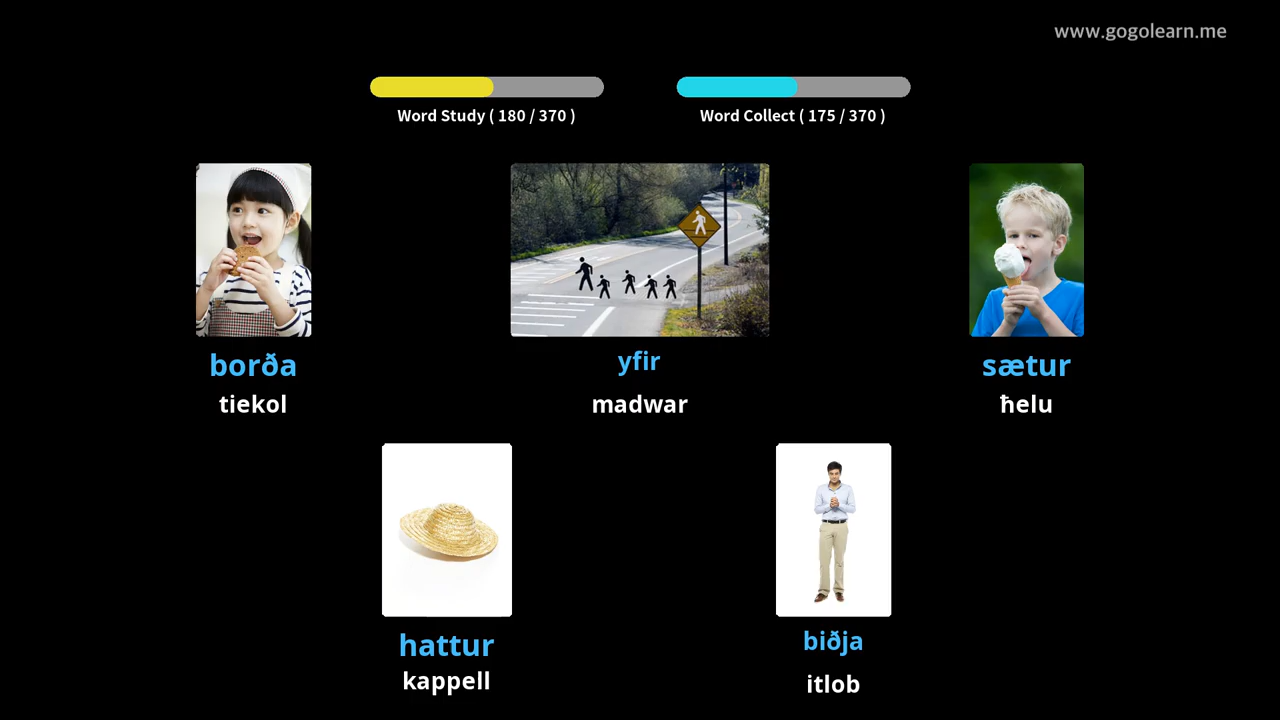 www.gogolearn.me
Word Study ( 180 / 370 )
Word Collect ( 175 / 370 )
borða
yfir
sætur
tiekol
madwar
ħelu
hattur
biðja
kappell
itlob